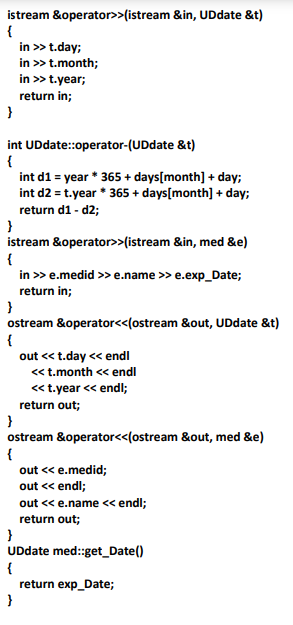 istream &operator>>(istream &in, UDdate &t)
{
in >> t.day;
in >> t.month;
in >> t.year;
return in;
}
int UDdate::operator-(UDdate &t)
{
int d1 = year * 365 + days[month] + day;
int d2 = t.year * 365 + days[month] + day;
return d1 - d2;
}
istream &operator>>(istream &in, med &e)
{
in >> e.medid >> e.name >> e.exp_Date;
return in;
}
ostream &operator<<(ostream &out, UDdate &t)
{
out << t.day << endl
<< t.month << endl
<< t.year << endl;
return out;
}
ostream &operator<<(ostream &out, med &e)
{
out << e.medid;
out << endl;
out << e.name << endl;
return out;
}
UDdate med::get_Date()
{
return exp_Date;
}